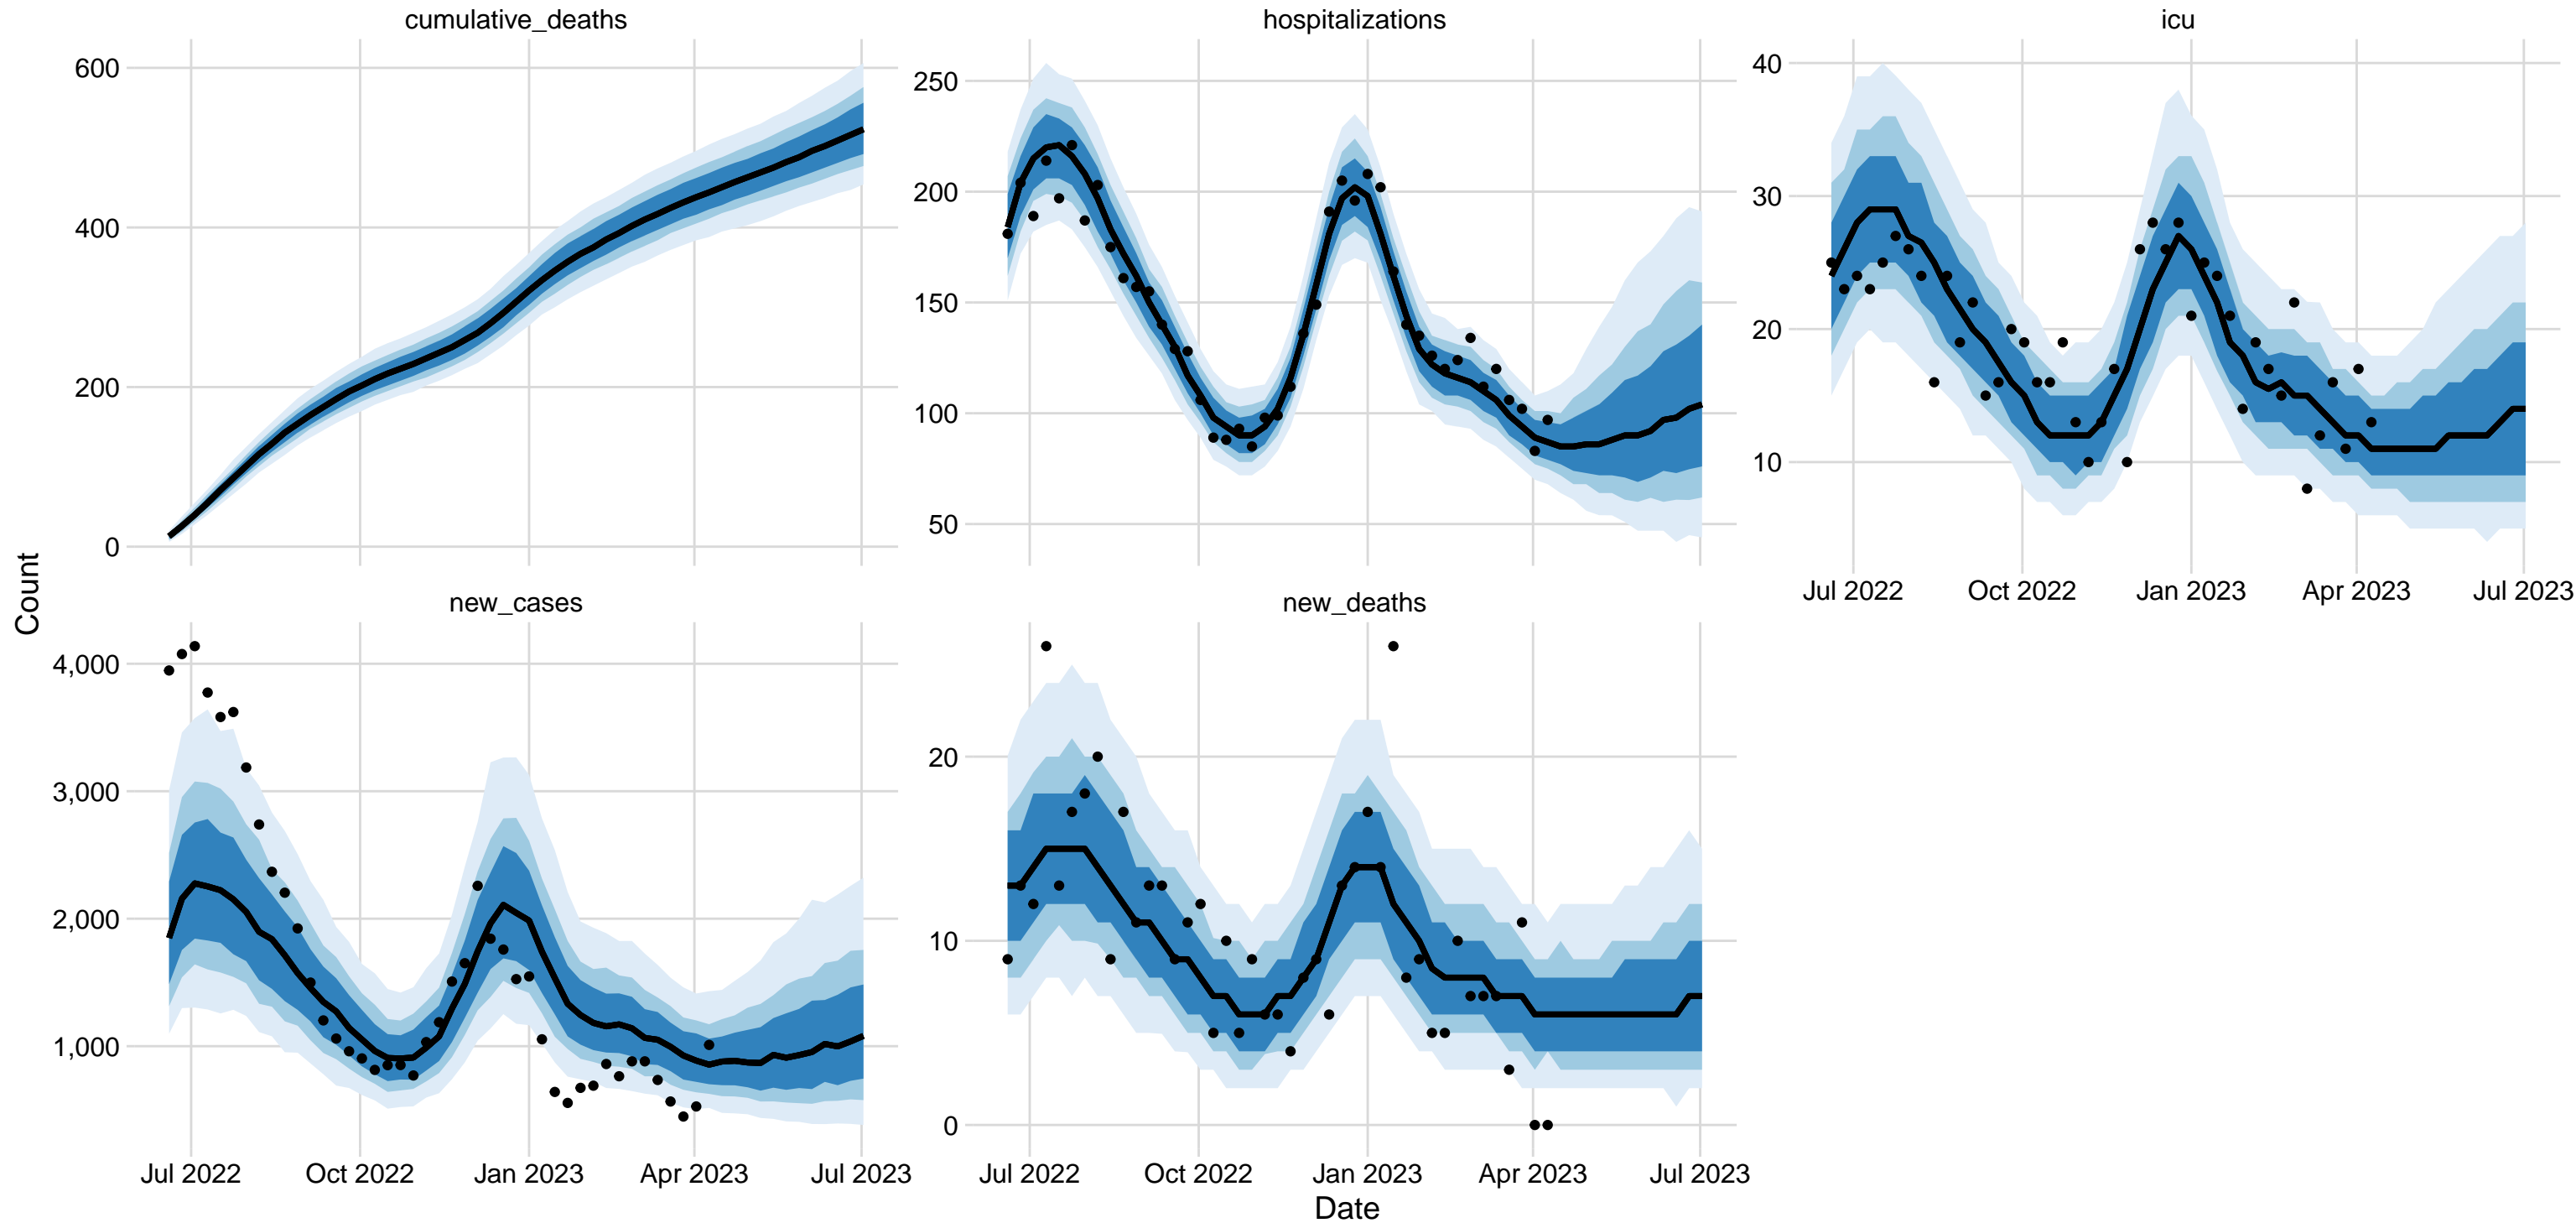 cumulative_deaths
hospitalizations
icu
600
400
200
0
250
200
150
100
50
40
30
20
10
Jul 2022 Oct 2022 Jan 2023 Apr 2023 Jul 2023
Count
new_cases
new_deaths
4,000
3,000
2,000
1,000
20
10
0
Jul 2022 Oct 2022 Jan 2023 Apr 2023 Jul 2023
Jul 2022 Oct 2022 Jan 2023 Apr 2023 Jul 2023
Date